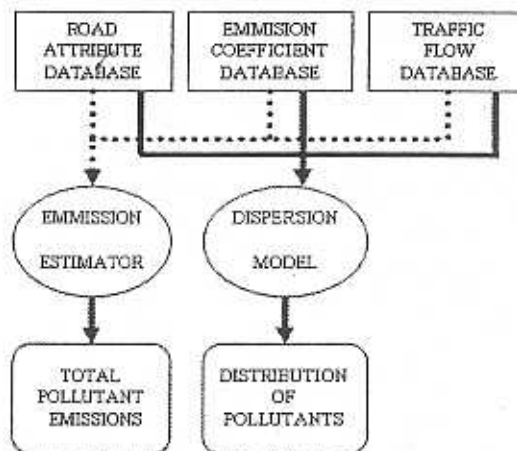 ROAD
ATTRIBUTE
DATABASE
EMMISION
COEFFICIENT
DATABASE
TRAFFIC
FLOW
DATABASE
EMMISSION
ESTIMATOR
DISPERSION
MODEL
TOTAL
POLLUTANT
EMISSIONS
DISTRIBUTION
OF
POLLUTANTS